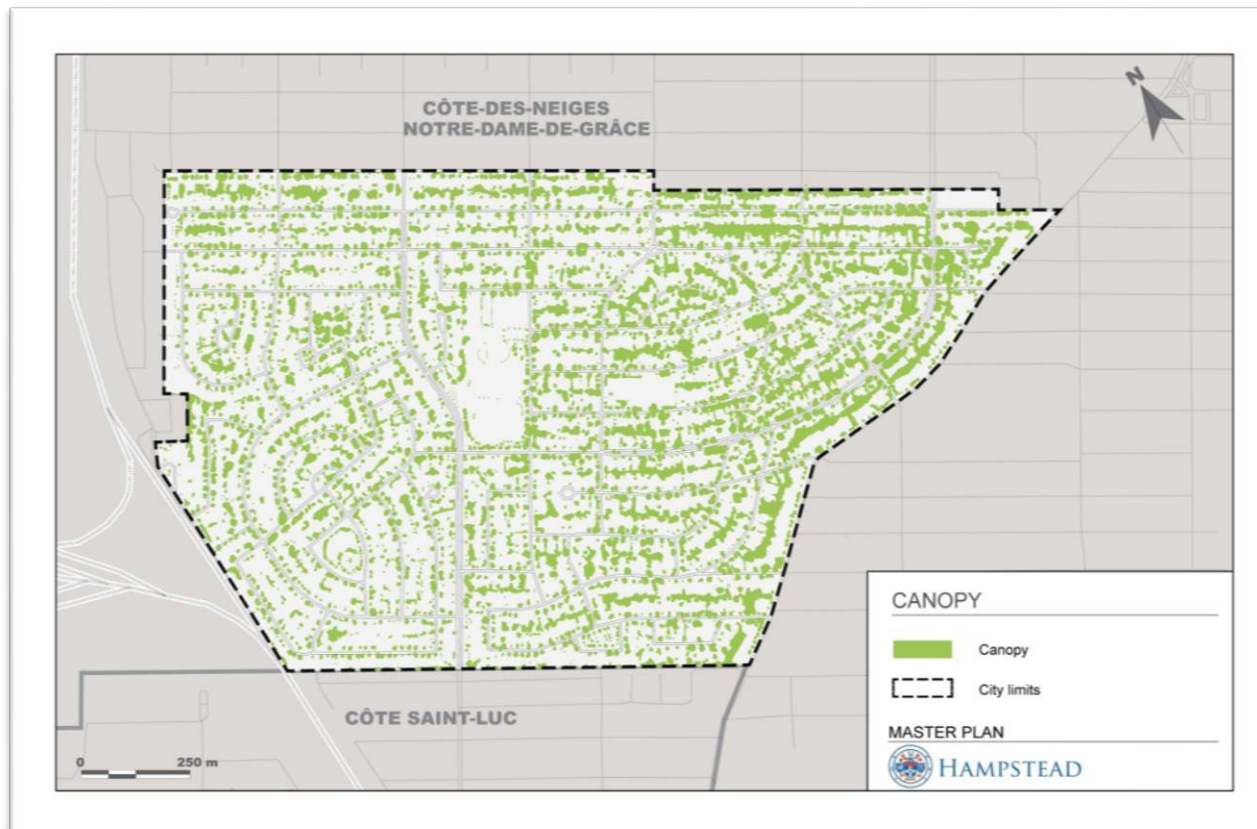 N
CÔTE-DES-NEIGES
NOTRE-DAME-DE-GRÂCE
CÔTE SAINT-LUC
0 250 m
CANOPY
Canopy
City limits
MASTER PLAN
HAMPSTEAD